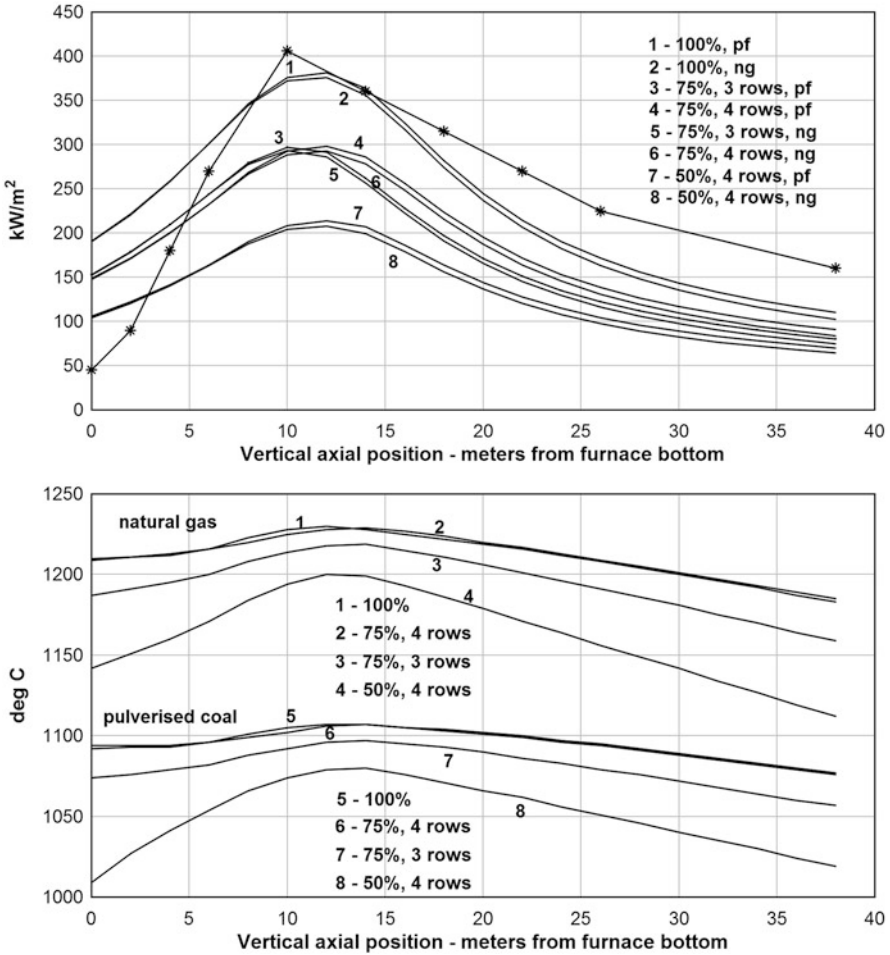 450
400
350
300
250
200
150
100
50
0
kW/m²
0 5 10 15 20 25 30 35 40
Vertical axial position - meters from furnace bottom
1 - 100%, pf
2 - 100%, ng
3 - 75%, 3 rows, pf
4 - 75%, 4 rows, pf
5 - 75%, 3 rows, ng
6 - 75%, 4 rows, ng
7 - 50%, 4 rows, pf
8 - 50%, 4 rows, ng
1
2
3
4
5
6
7
8
1250
1200
1150
1100
1050
1000
deg C
natural gas
1
2
3
4
1 - 100%
2 - 75%, 4 rows
3 - 75%, 3 rows
4 - 50%, 4 rows
pulverised coal
5
6
7
8
5 - 100%
6 - 75%, 4 rows
7 - 75%, 3 rows
8 - 50%, 4 rows
0 5 10 15 20 25 30 35 40
Vertical axial position - meters from furnace bottom